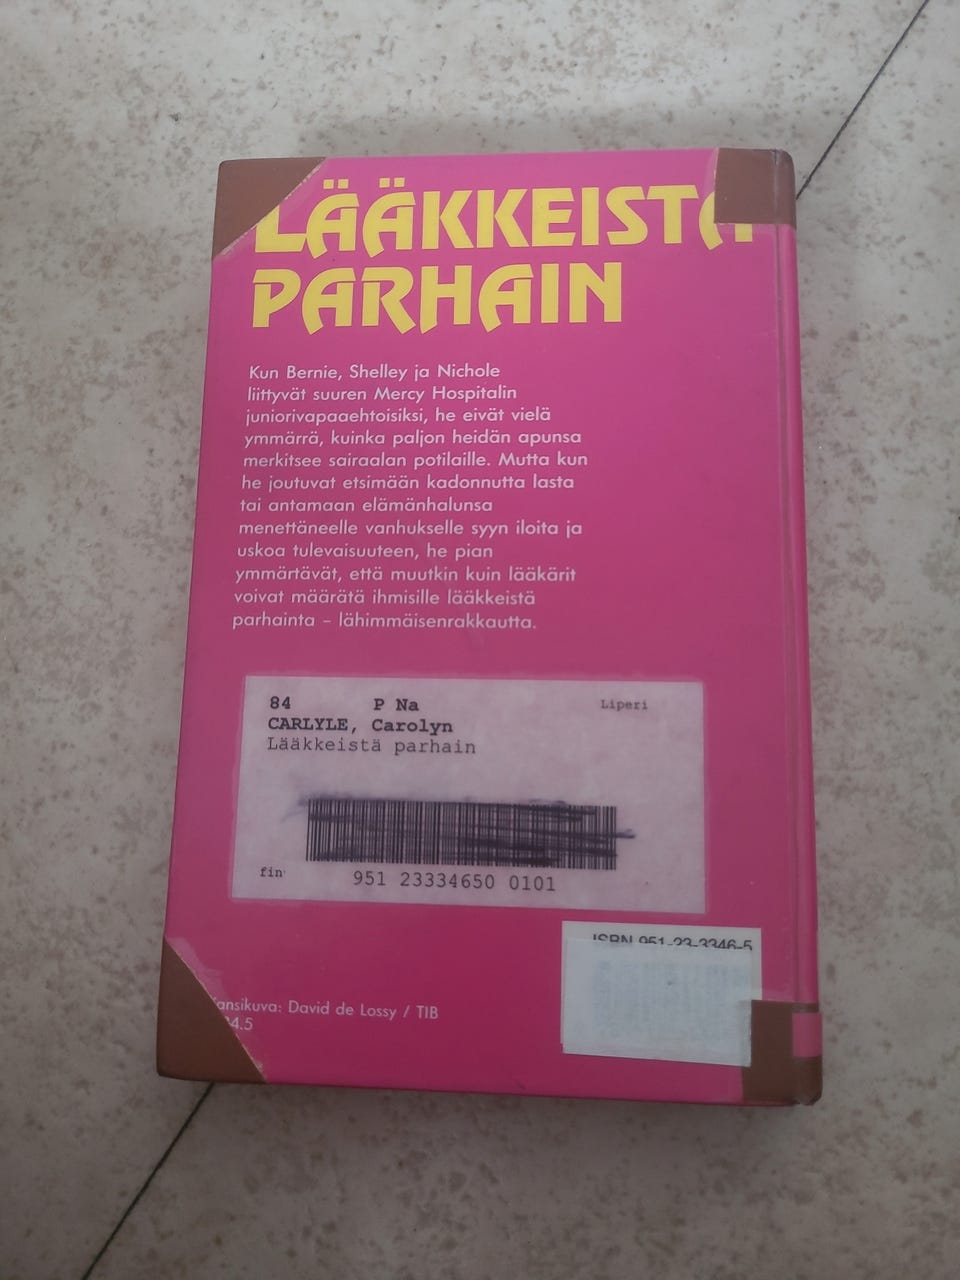 LÄÄKKEISTÄ
PARHAIN
Kun Bernie, Shelley ja Nichole
liittyvät suuren Mercy Hospitalin
juniorivapaaehtoisiksi, he eivät vielä
ymmärrä, kuinka paljon heidän apunsa
merkitsee sairaalan potilaille. Mutta kun
he joutuvat etsimään kadonnutta lasta
tai antamaan elämänhalunsa
menettäneelle vanhukselle syyn iloita ja
uskoa tulevaisuuteen, he pian
ymmärtävät, että muutkin kuin lääkärit
voivat määrätä ihmisille lääkkeistä
parhainta – lähimmäisenrakkautta.
84 P Na Liperi
CARLYLE, Carolyn
Lääkkeistä parhain
fin
951 23334650 0101
ISBN 951-23-3346-5
Kansikuva: David de Lossy / TIB
84.5